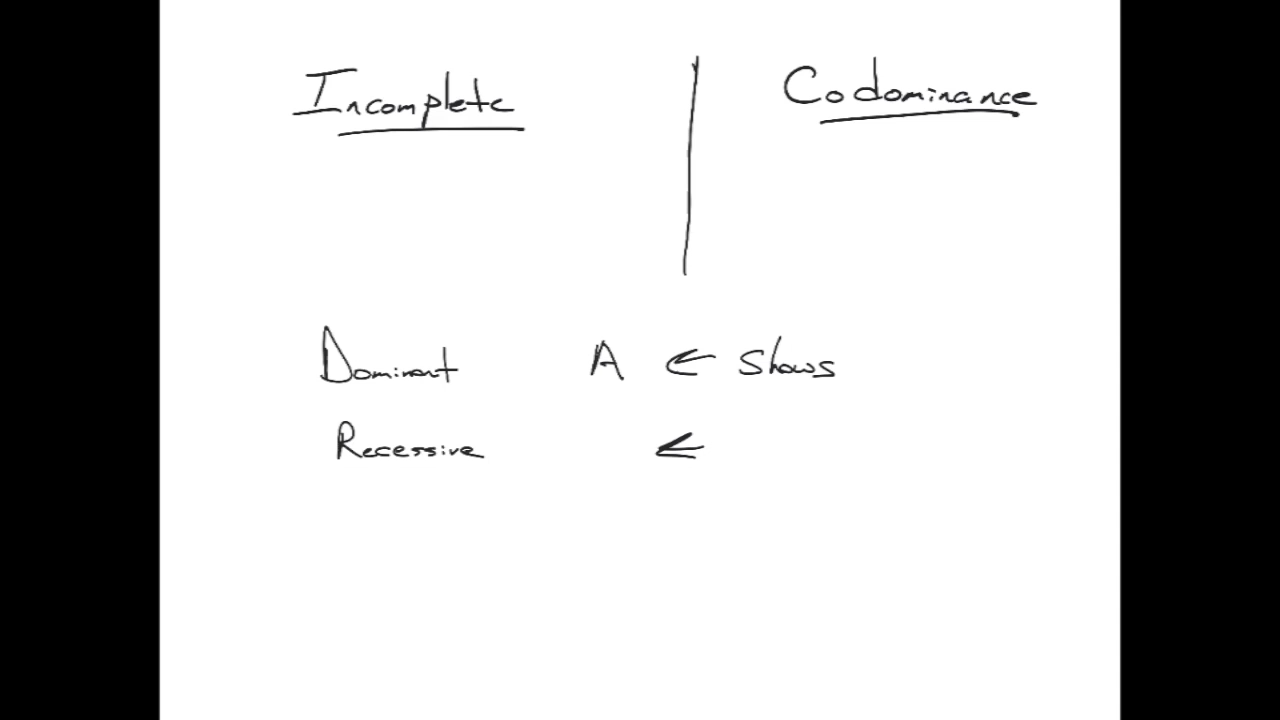 Incomplete
Codominance
Dominant A ← Shows
Recessive ←